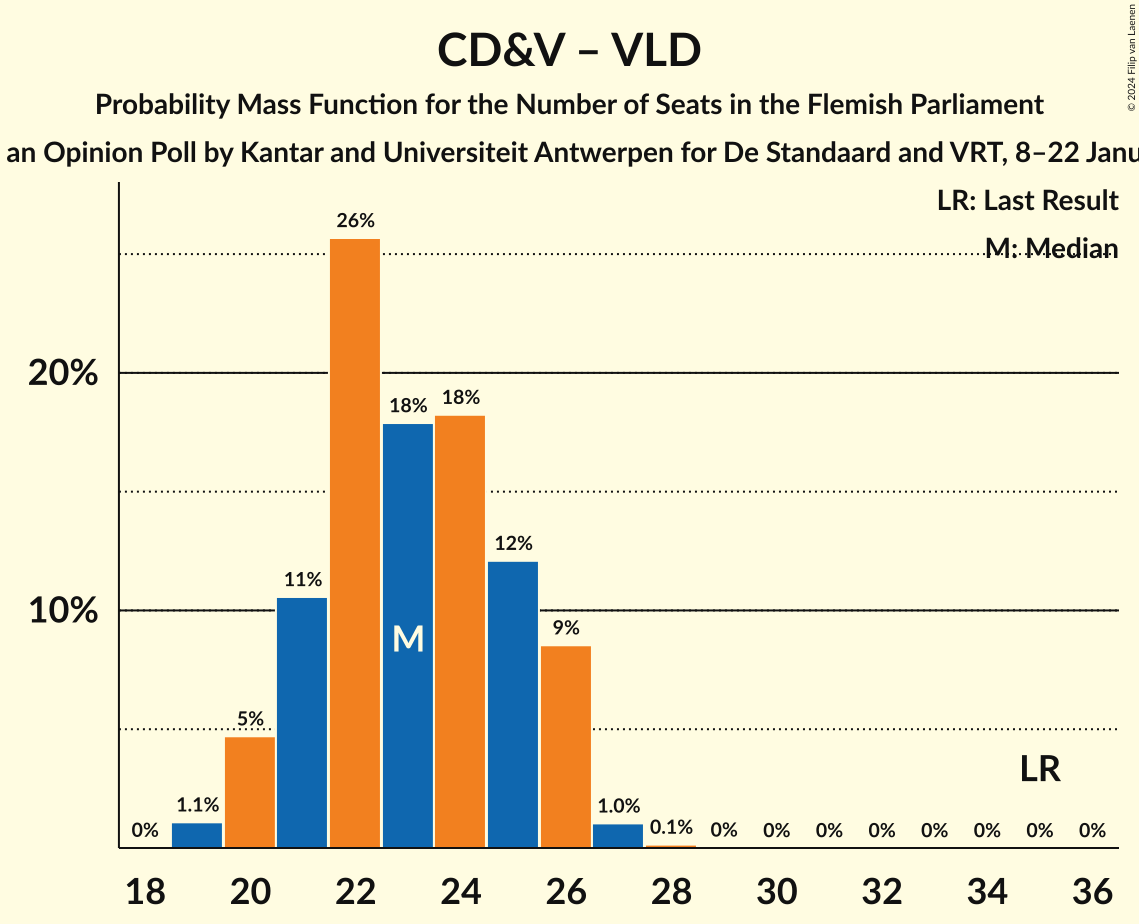 © 2024 Filip van Laenen
CD&V – VLD
Probability Mass Function for the Number of Seats in the Flemish Parliament
an Opinion Poll by Kantar and Universiteit Antwerpen for De Standaard and VRT, 8–22 Janu
LR: Last Result
M: Median
26%
20%
18% 18%
12%
11%
10%
9%
M
5%
LR
0% 1.1% 1.0% 0.1% 0% 0% 0% 0% 0% 0% 0% 0%
18 20 22 24 26 28 30 32 34 36